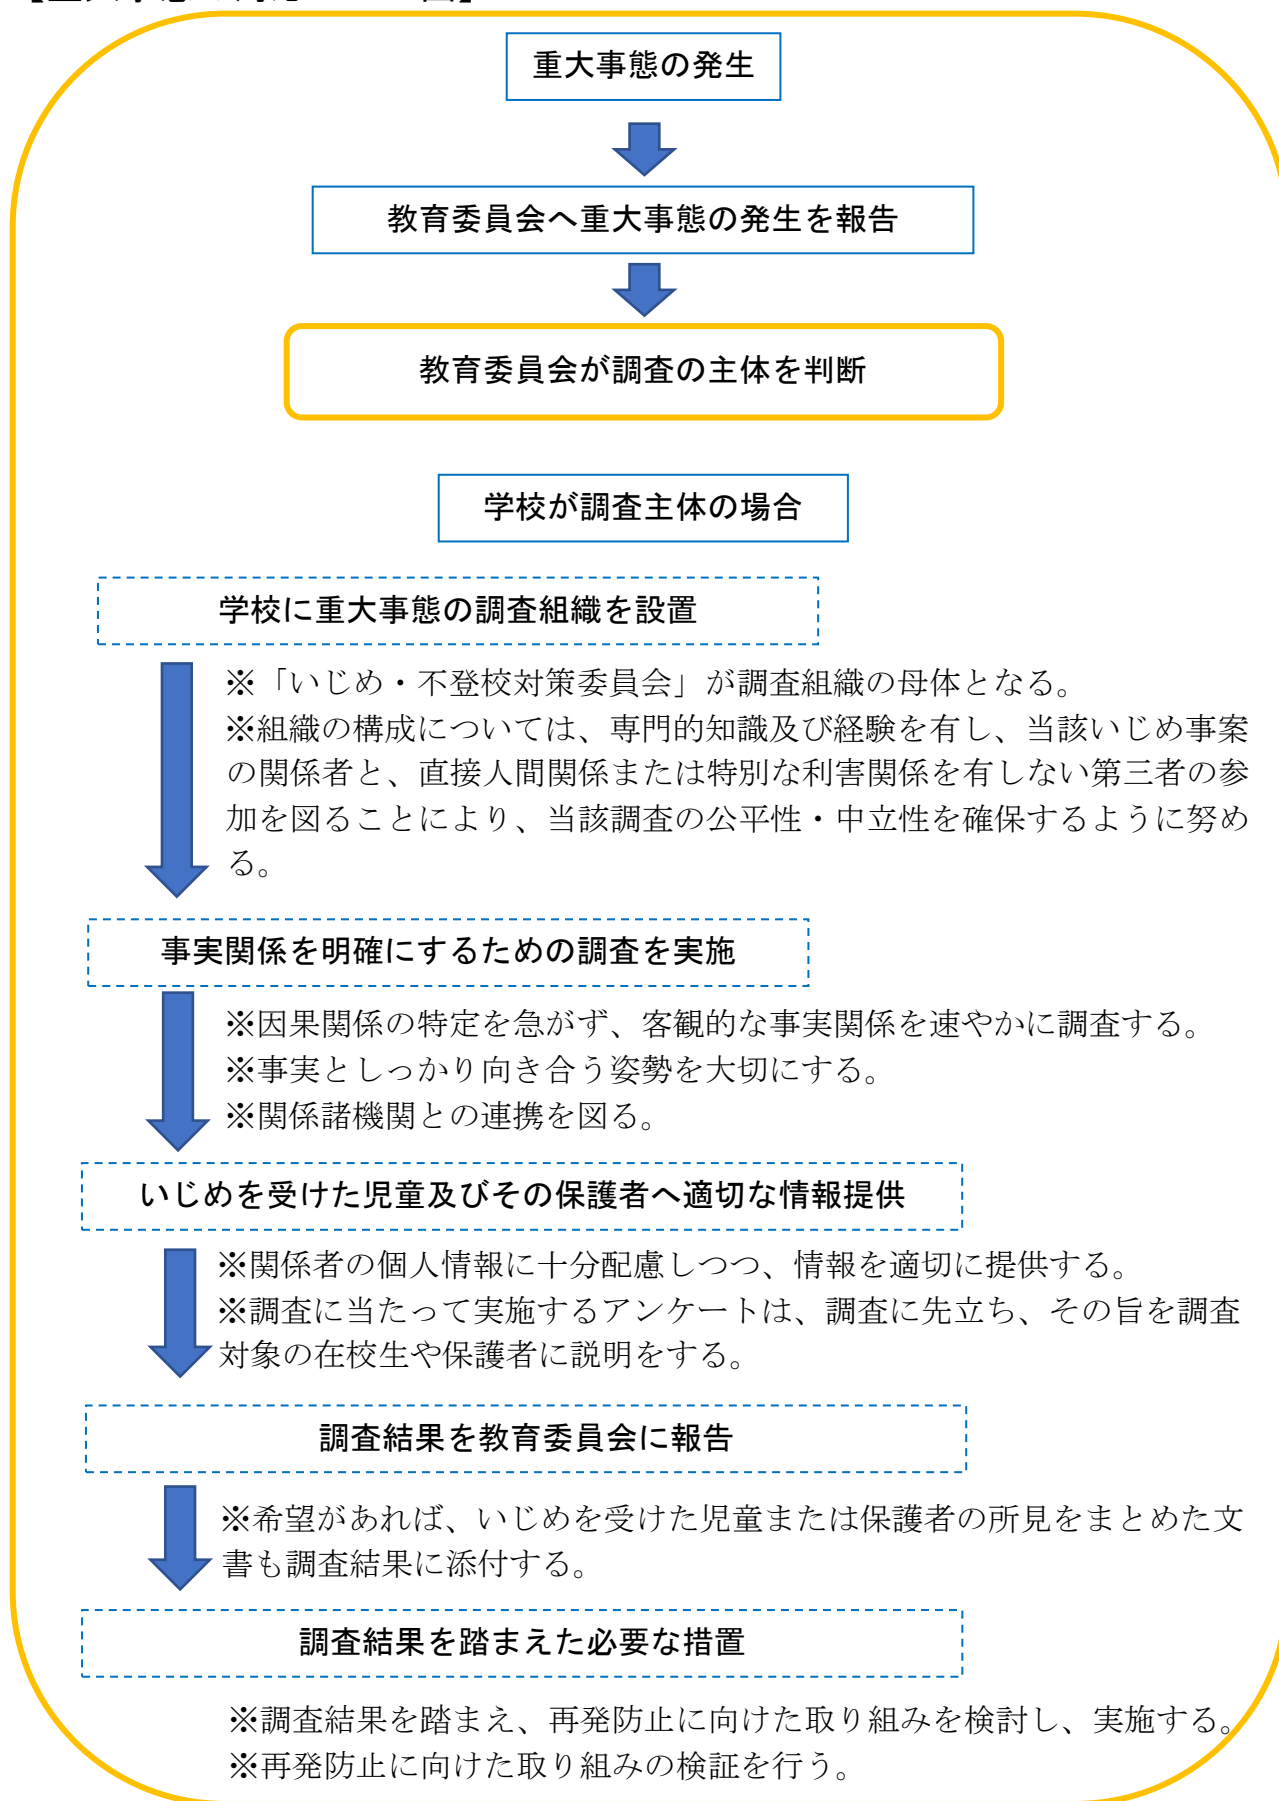 重大事態の発生
教育委員会へ重大事態の発生を報告
教育委員会が調査の主体を判断
学校が調査主体の場合
学校に重大事態の調査組織を設置
※「いじめ・不登校対策委員会」が調査組織の母体となる。
※組織の構成については、専門的知識及び経験を有し、当該いじめ事案
の関係者と、直接人間関係または特別な利害関係を有しない第三者の参
加を図ることにより、当該調査の公平性・中立性を確保するように努め
る。
事実関係を明確にするための調査を実施
※因果関係の特定を急がず、客観的な事実関係を速やかに調査する。
※事実としっかり向き合う姿勢を大切にする。
※関係諸機関との連携を図る。
いじめを受けた児童及びその保護者へ適切な情報提供
※関係者の個人情報に十分配慮しつつ、情報を適切に提供する。
※調査に当たって実施するアンケートは、調査に先立ち、その旨を調査
対象の在校生や保護者に説明をする。
調査結果を教育委員会に報告
※希望があれば、いじめを受けた児童または保護者の所見をまとめた文
書も調査結果に添付する。
調査結果を踏まえた必要な措置
※調査結果を踏まえ、再発防止に向けた取り組みを検討し、実施する。
※再発防止に向けた取り組みの検証を行う。